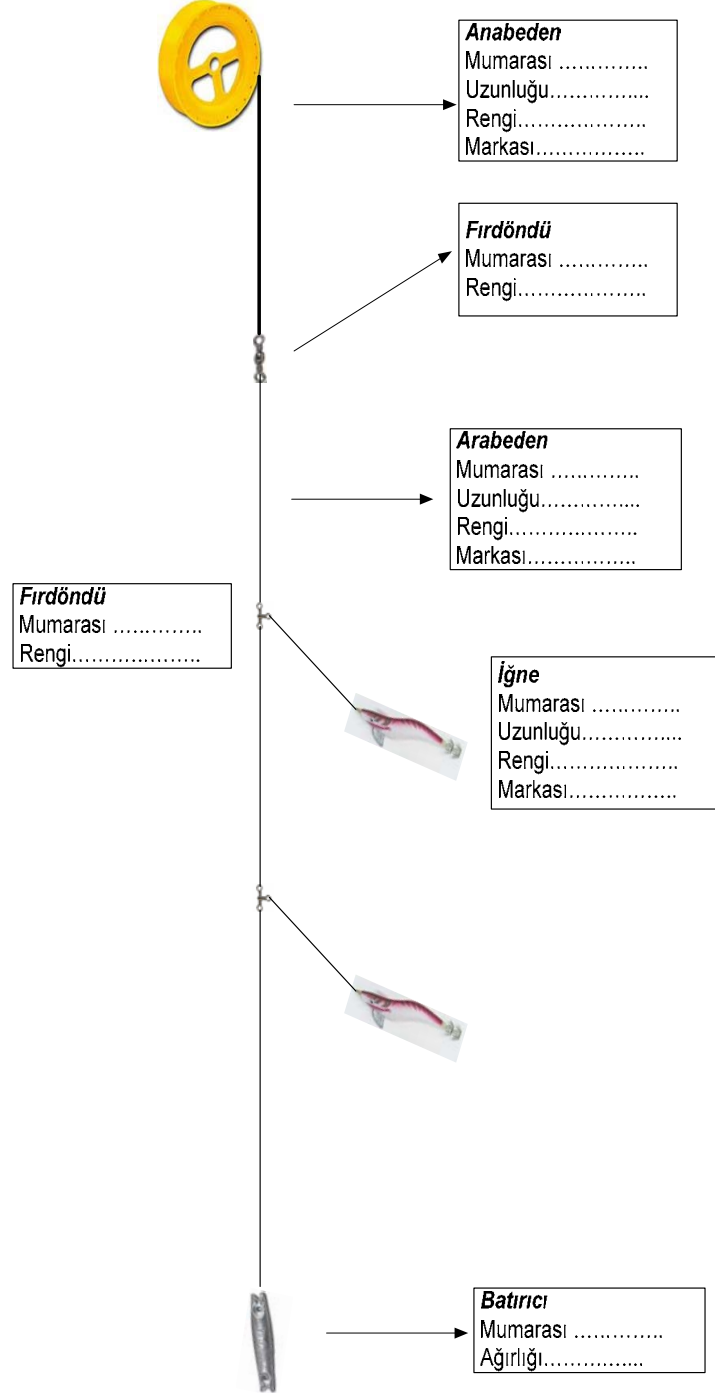 Anabeden
Mumarası …………..
Uzunluğu……………...
Rengi………………..
Markası……………..
Fırdöndü
Mumarası …………..
Rengi………………..
Arabeden
Mumarası …………..
Uzunluğu……………...
Rengi………………..
Markası……………..
Fırdöndü
Mumarası …………..
Rengi………………..
İğne
Mumarası …………..
Uzunluğu……………...
Rengi………………..
Markası……………..
Batırıcı
Mumarası …………..
Ağırlığı……………...